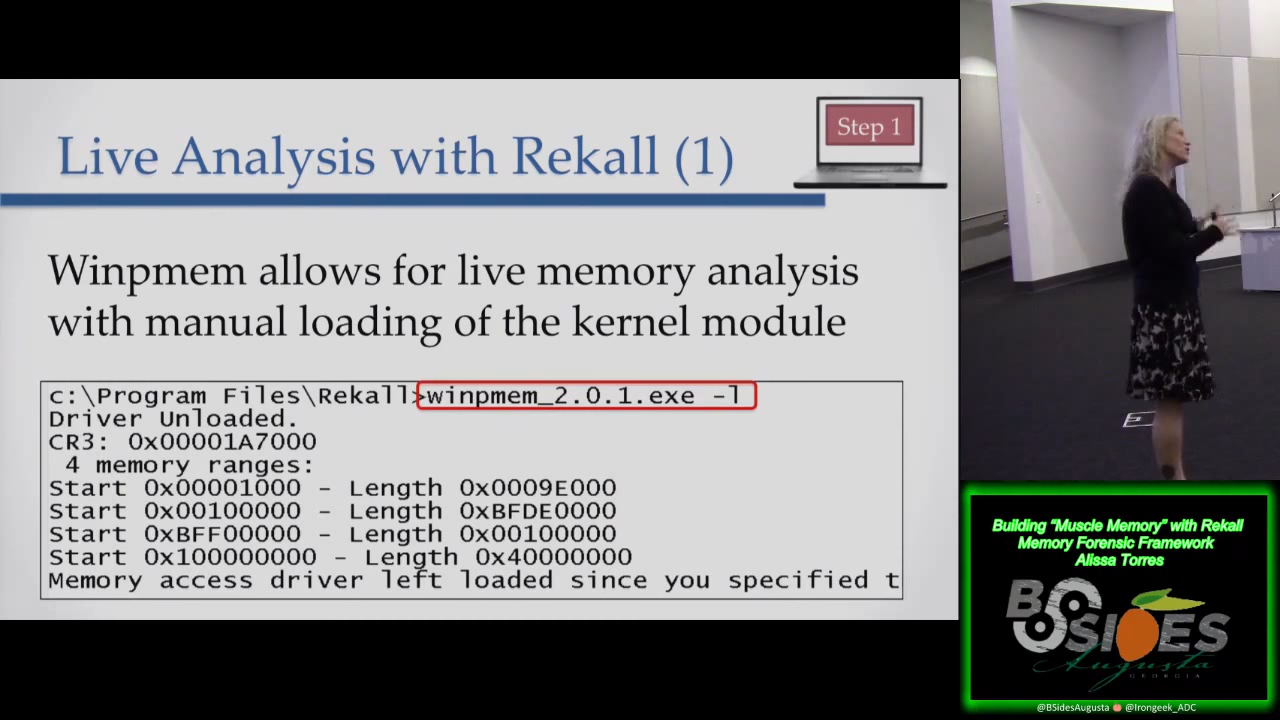 Step 1
Live Analysis with Rekall (1)
Winpmem allows for live memory analysis
with manual loading of the kernel module
c:\Program Files\Rekall>winpmem_2.0.1.exe -l
Driver Unloaded.
CR3: 0x00001A7000
4 memory ranges:
Start 0x00001000 - Length 0x0009E000
Start 0x00100000 - Length 0xBFDE0000
Start 0xBFF00000 - Length 0x00100000
Start 0x100000000 - Length 0x40000000
Memory access driver left loaded since you specified t
Building “Muscle Memory” with Rekall
Memory Forensic Framework
Alissa Torres
BSIDES
Augusta
GEORGIA
@BSidesAugusta @Irongeek_ADC